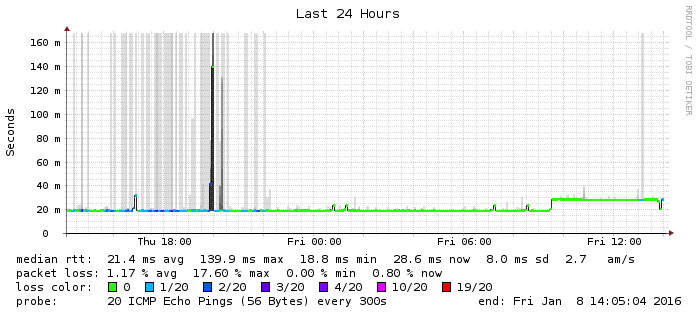 Last 24 Hours
RRDTOOL / TOBI OETIKER
Seconds
160 m
140 m
120 m
100 m
80 m
60 m
40 m
20 m
0
Thu 18:00 Fri 00:00 Fri 06:00 Fri 12:00
median rtt: 21.4 ms avg 139.9 ms max 18.8 ms min 28.6 ms now 8.0 ms sd 2.7 am/s
packet loss: 1.17 % avg 17.60 % max 0.00 % min 0.80 % now
loss color: 0 1/20 2/20 3/20 4/20 10/20 19/20
probe: 20 ICMP Echo Pings (56 Bytes) every 300s end: Fri Jan 8 14:05:04 2016